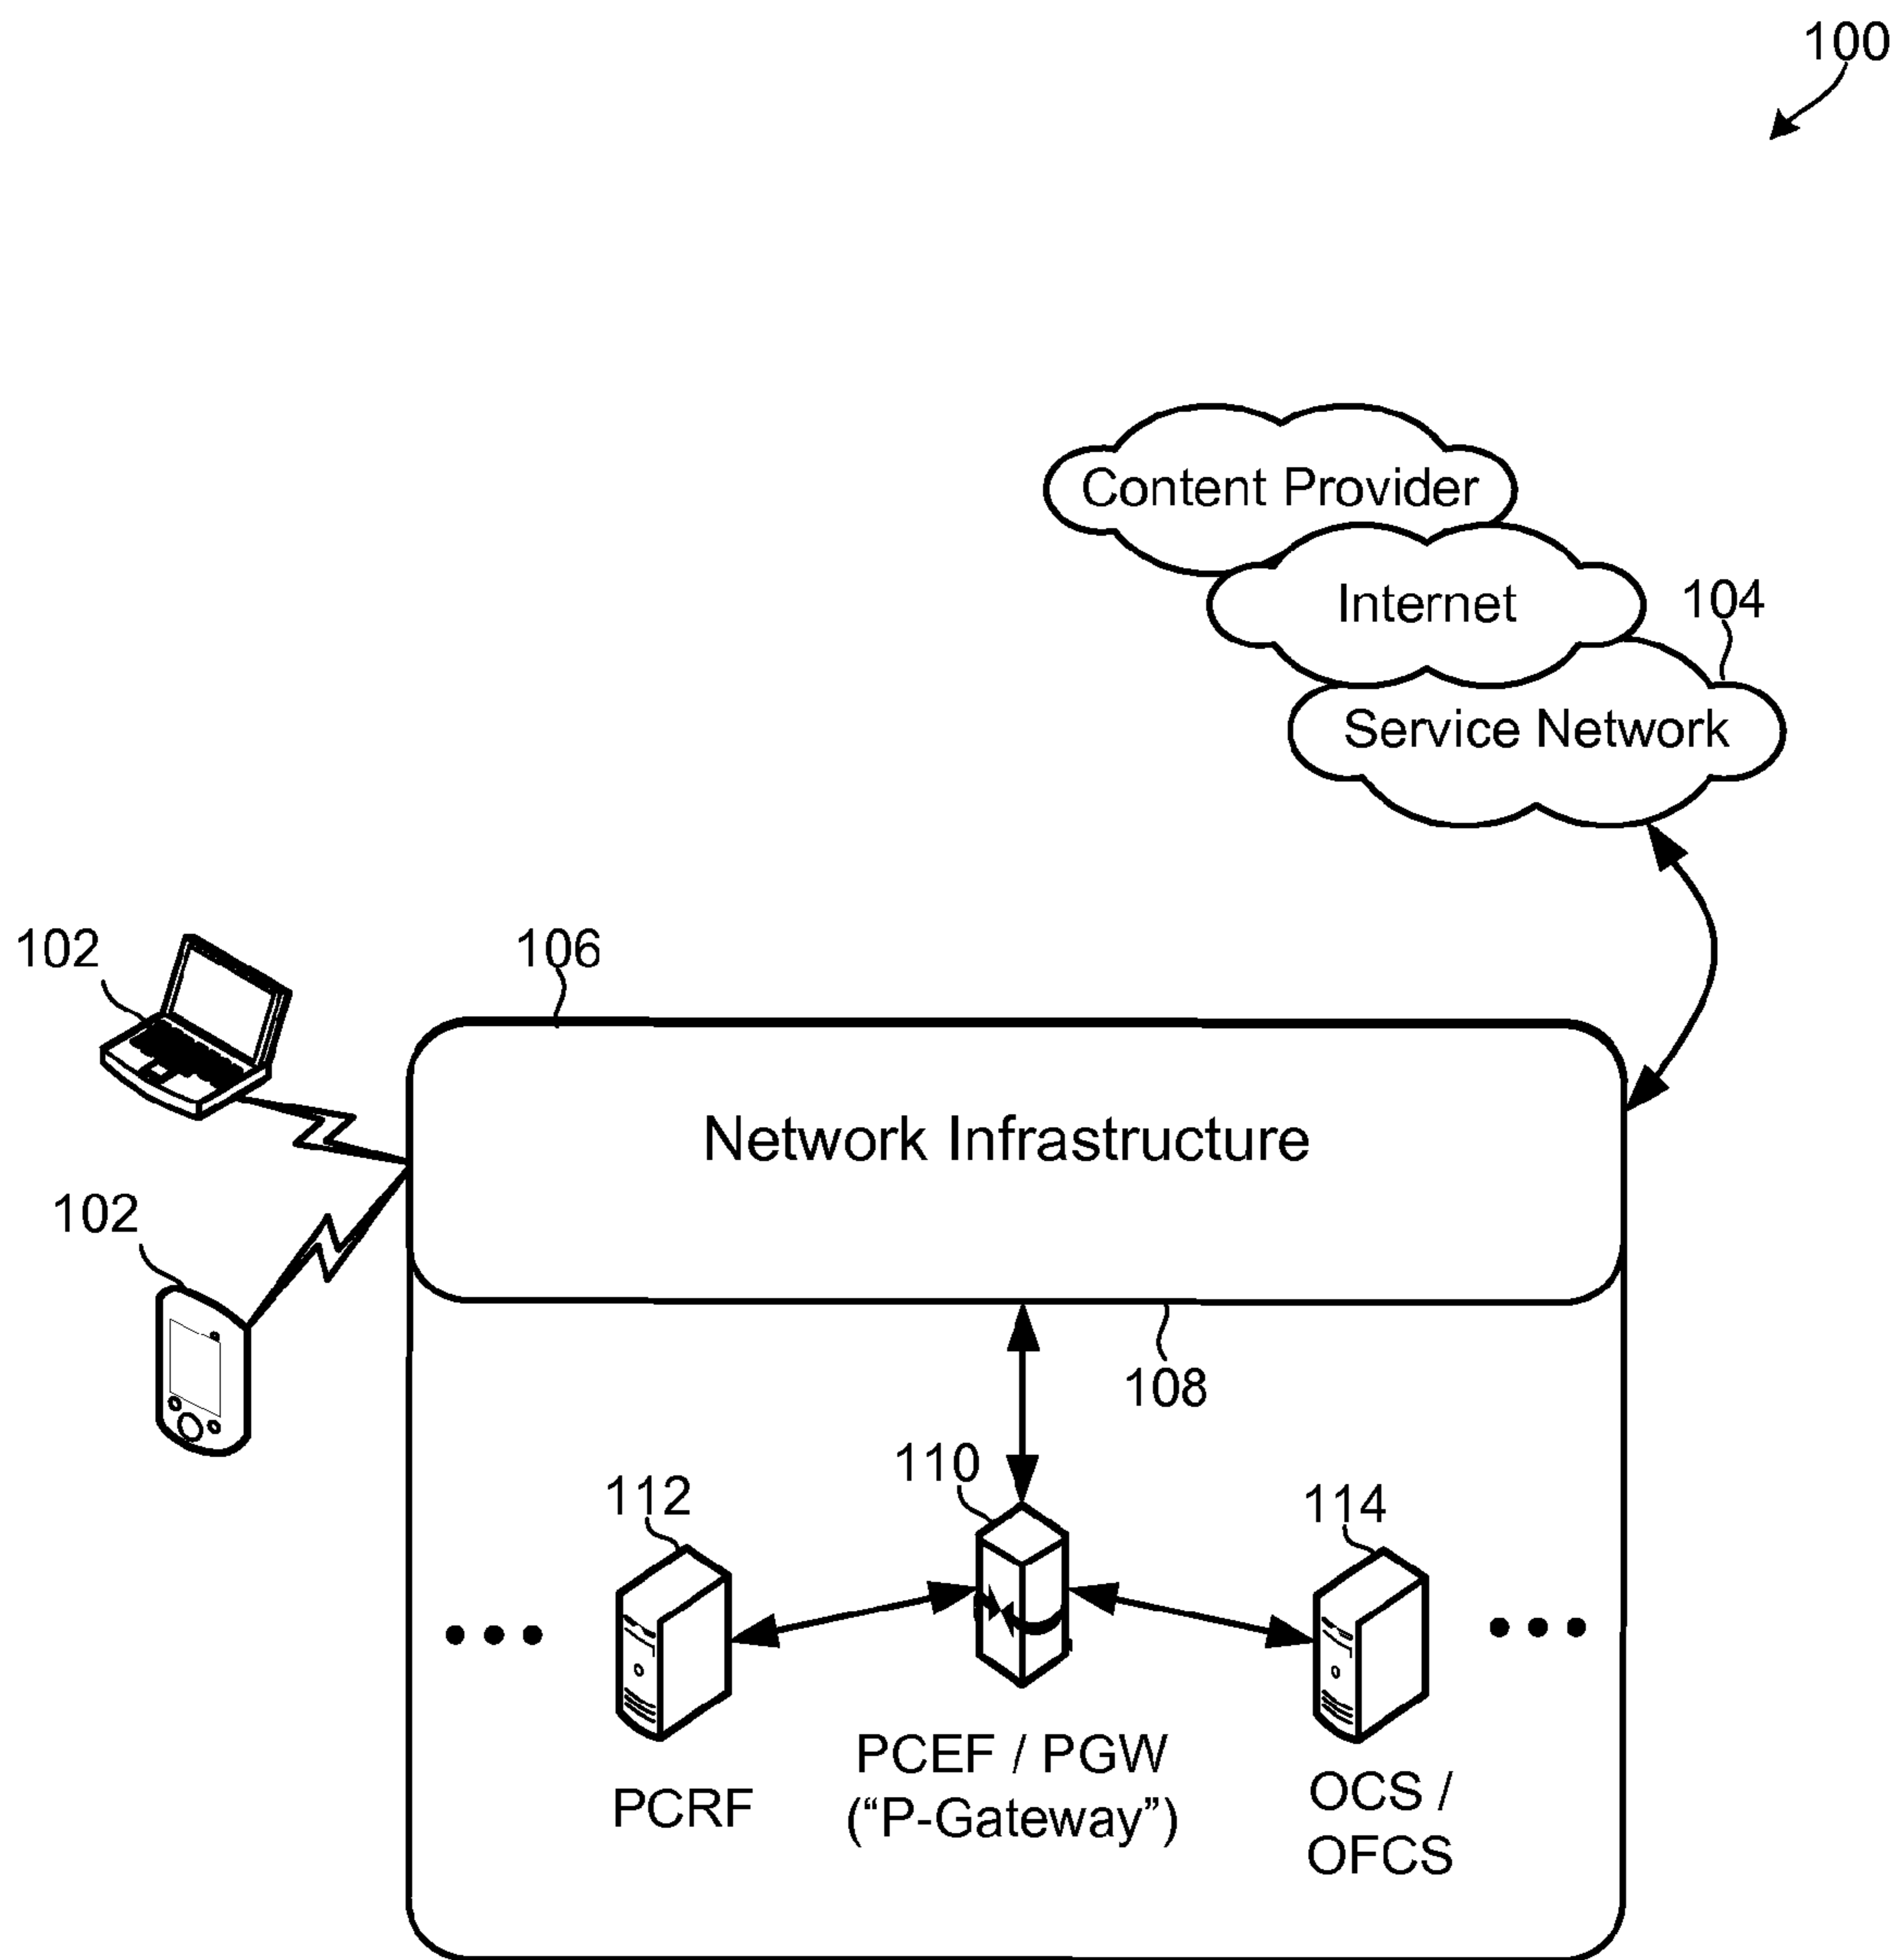 100
Content Provider
Internet
104
Service Network
102
106
Network Infrastructure
102
108
110
112
114
PCEF / PGW
("P-Gateway")
PCRF
OCS /
OFCS